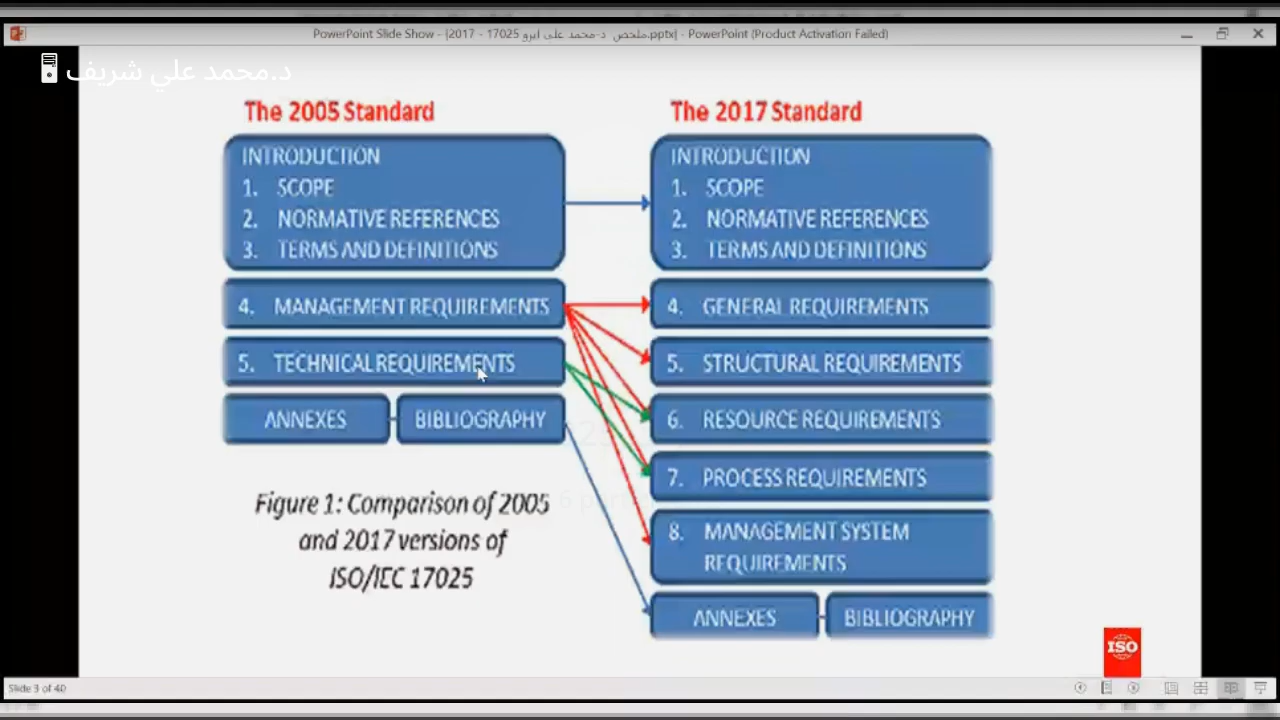 PowerPoint Slide Show - [2017 - 17025 ملخص د-محمد على ايرو.pptx] - PowerPoint (Product Activation Failed)
د.محمد علي شريف
The 2005 Standard
INTRODUCTION
1. SCOPE
2. NORMATIVE REFERENCES
3. TERMS AND DEFINITIONS
4. MANAGEMENT REQUIREMENTS
5. TECHNICAL REQUIREMENTS
ANNEXES
BIBLIOGRAPHY
Figure 1: Comparison of 2005
and 2017 versions of
ISO/IEC 17025
The 2017 Standard
INTRODUCTION
1. SCOPE
2. NORMATIVE REFERENCES
3. TERMS AND DEFINITIONS
4. GENERAL REQUIREMENTS
5. STRUCTURAL REQUIREMENTS
6. RESOURCE REQUIREMENTS
7. PROCESS REQUIREMENTS
8. MANAGEMENT SYSTEM
REQUIREMENTS
ANNEXES
BIBLIOGRAPHY
ISO
Slide 3 of 40